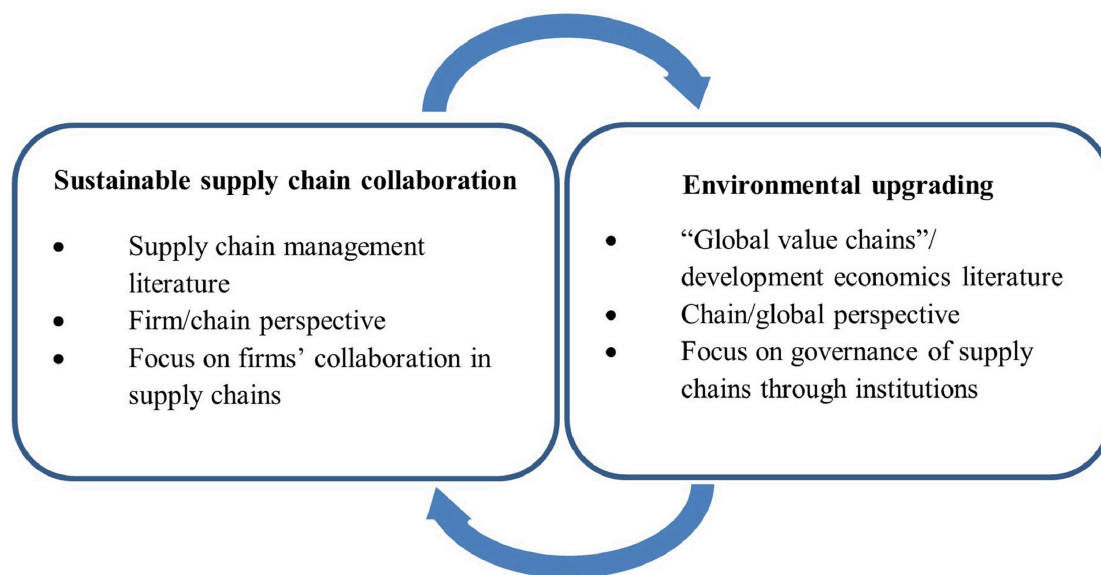 Sustainable supply chain collaboration
• Supply chain management
literature
• Firm/chain perspective
• Focus on firms’ collaboration in
supply chains
Environmental upgrading
• “Global value chains”/
development economics literature
• Chain/global perspective
• Focus on governance of supply
chains through institutions